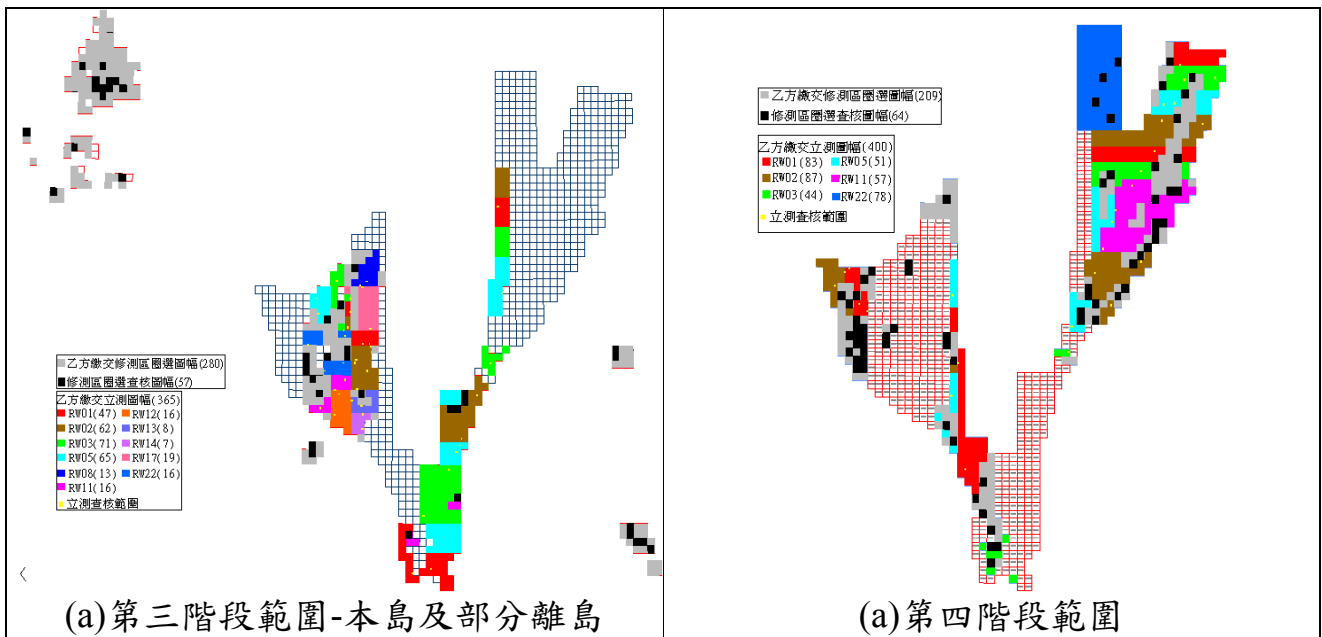 乙方繳交修測區圈選圖幅(280)
修測區圈選查核圖幅(57)
乙方繳交立測圖幅(365)
RW01(47) RW12(16)
RW02(62) RW13(8)
RW03(71) RW14(7)
RW05(65) RW17(19)
RW08(13) RW22(16)
RW11(16)
立測查核範圍
(a)第三階段範圍-本島及部分離島
乙方繳交修測區圈選圖幅(209)
修測區圈選查核圖幅(64)
乙方繳交立測圖幅(400)
RW01(83) RW05(51)
RW02(87) RW11(57)
RW03(44) RW22(78)
立測查核範圍
(a)第四階段範圍